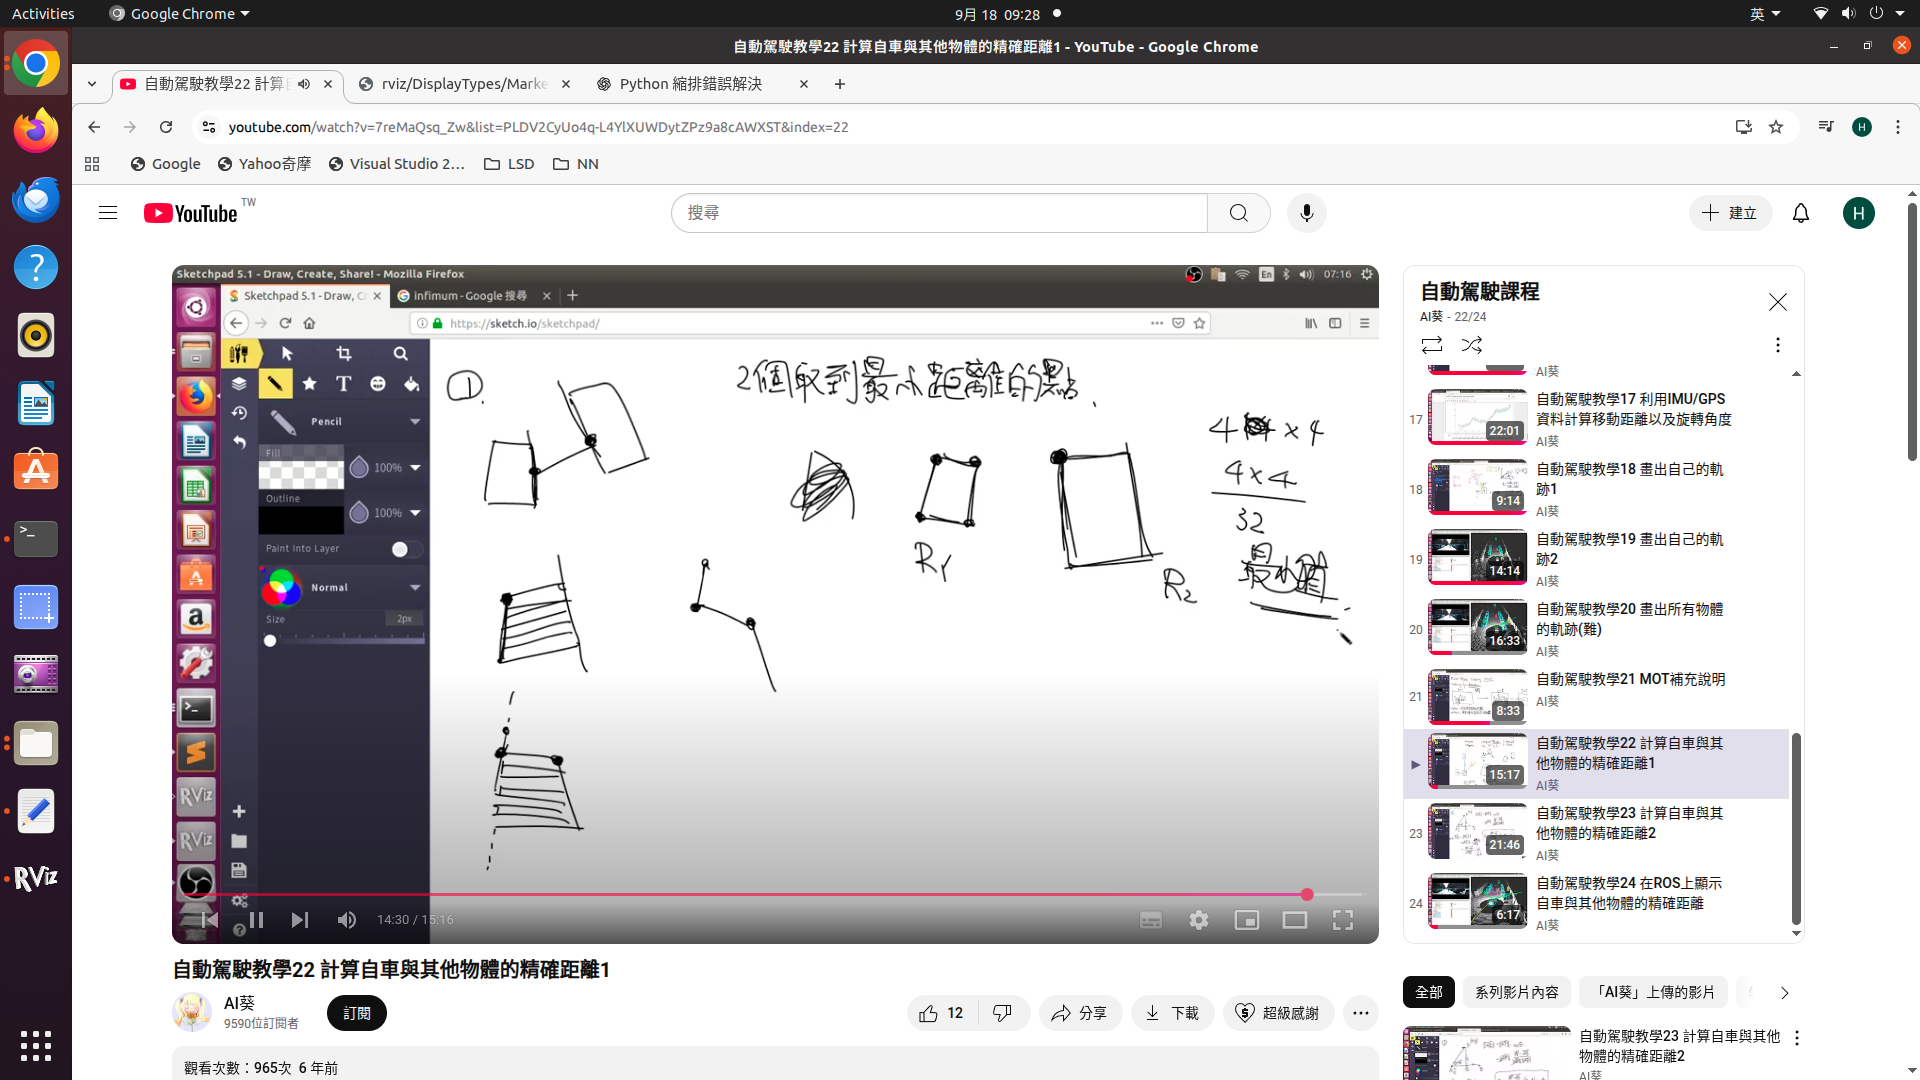 Activities
Google Chrome
9月 18 09:28
英
自動駕駛教學22 計算自車與其他物體的精確距離1 - YouTube - Google Chrome
自動駕駛教學22 計算自
rviz/DisplayTypes/Marke
Python 縮排錯誤解決
youtube.com/watch?v=7reMaQsq_Zw&list=PLDV2CyUo4q-L4YlXUWDytZPz9a8cAWXST&index=22
H
Google
Yahoo奇摩
Visual Studio 2…
LSD
NN
YouTube
TW
搜尋
建立
H
Sketchpad 5.1 - Draw, Create, Share! - Mozilla Firefox
En
07:16
Sketchpad 5.1 - Draw, C
infimum - Google 搜尋
https://sketch.io/sketchpad/
T
Pencil
Fill
100%
Outline
100%
Paint Into Layer
Normal
Size
2px
RViz
RViz
RViz
①.
2個取到最小距離的點.
4 x 4
4 x 4
32
最小值
R1
R2
14:30 / 15:16
自動駕駛課程
AI葵 - 22/24
AI葵
17
22:01
自動駕駛教學17 利用IMU/GPS
資料計算移動距離以及旋轉角度
AI葵
18
9:14
自動駕駛教學18 畫出自己的軌
跡1
AI葵
19
14:14
自動駕駛教學19 畫出自己的軌
跡2
AI葵
20
16:33
自動駕駛教學20 畫出所有物體
的軌跡(難)
AI葵
21
8:33
自動駕駛教學21 MOT補充說明
AI葵
15:17
自動駕駛教學22 計算自車與其
他物體的精確距離1
AI葵
23
21:46
自動駕駛教學23 計算自車與其
他物體的精確距離2
AI葵
24
6:17
自動駕駛教學24 在ROS上顯示
自車與其他物體的精確距離
AI葵
自動駕駛教學22 計算自車與其他物體的精確距離1
AI葵
9590位訂閱者
訂閱
12
分享
下載
超級感謝
觀看次數：965次 6 年前
全部
系列影片內容
「AI葵」上傳的影片
自動駕駛教學23 計算自車與其他
物體的精確距離2
AI葵